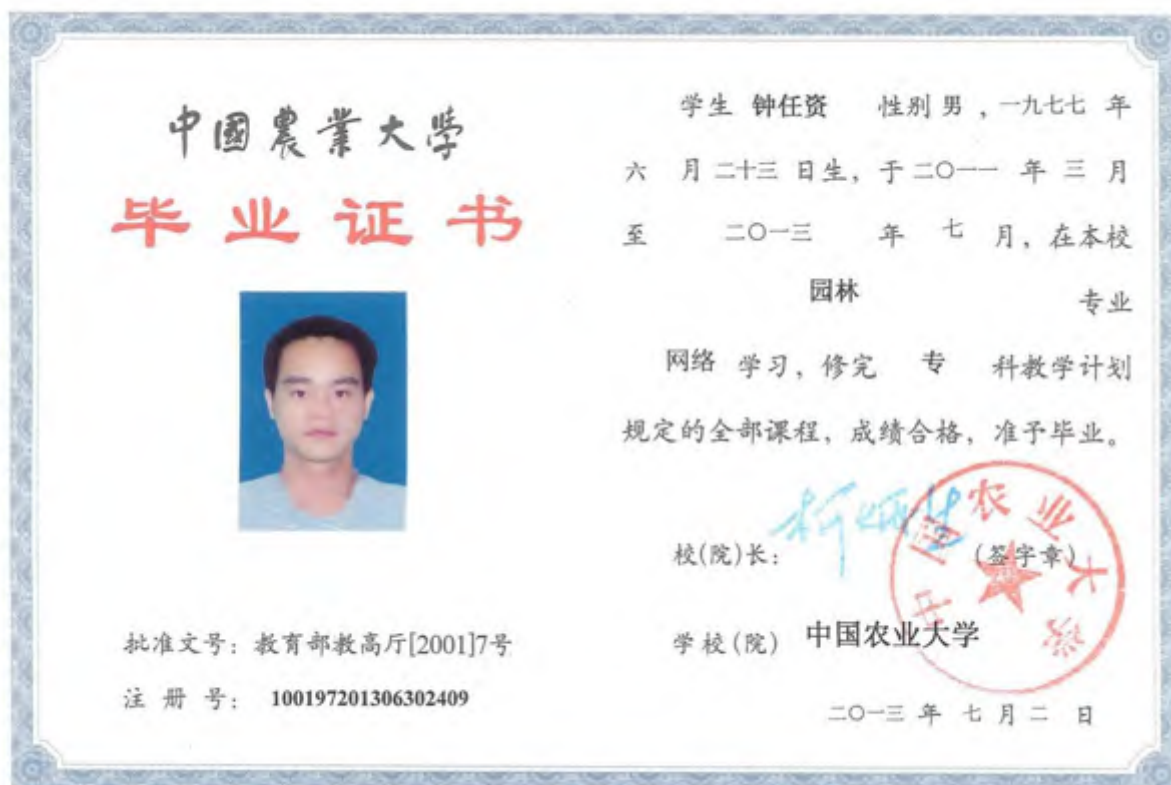 中國農業大學
毕业证书
批准文号：教育部教高厅[2001]7号
注 册 号： 100197201306302409
学生 钟任资 性别 男 ，一九七七 年
六 月 二十三 日生，于 二〇一一 年 三 月
至 二〇一三 年 七 月，在本校
园林 专业
网络 学习，修完 专 科教学计划
规定的全部课程，成绩合格，准予毕业。
校(院)长： (签字章)
学校(院) 中国农业大学
中国农业大学
二〇一三 年 七 月 二 日